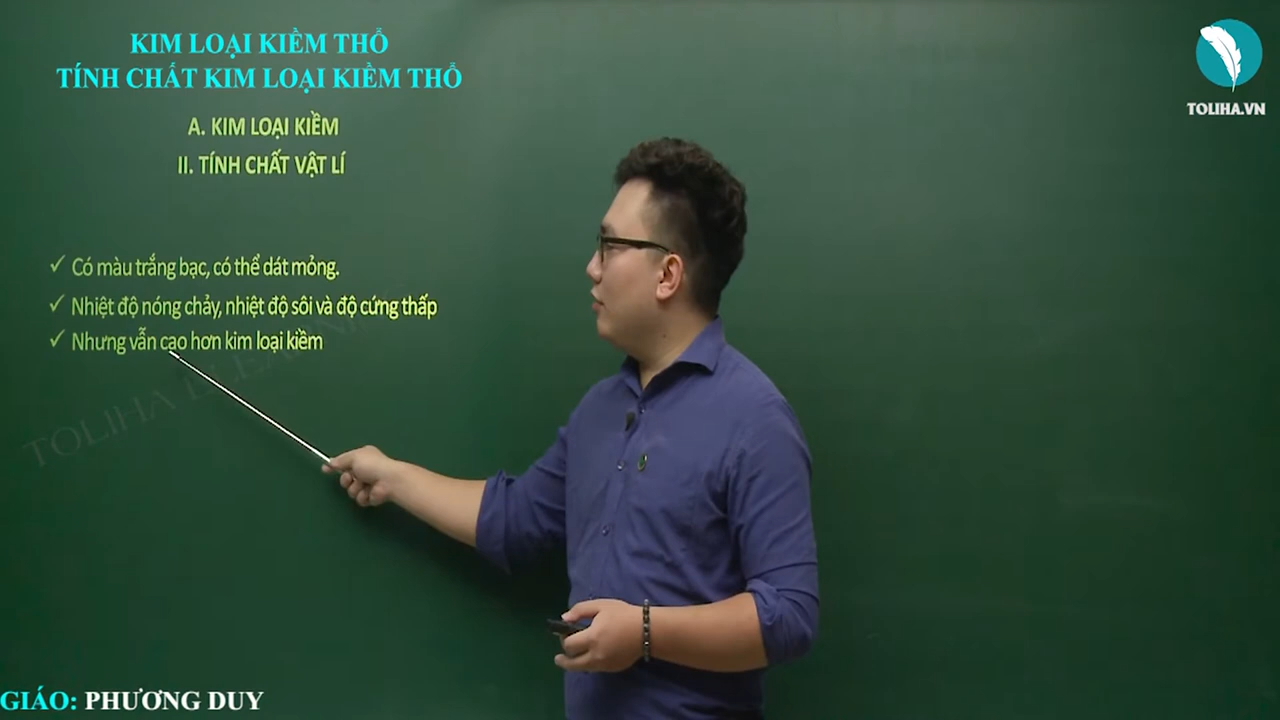 KIM LOẠI KIỀM THỔ
TÍNH CHẤT KIM LOẠI KIỀM THỔ
TOLIHA.VN
A. KIM LOẠI KIỀM
II. TÍNH CHẤT VẬT LÍ
✓ Có màu trắng bạc, có thể dát mỏng.
✓ Nhiệt độ nóng chảy, nhiệt độ sôi và độ cứng thấp
✓ Nhưng vẫn cao hơn kim loại kiềm
TOLIHA
GIÁO: PHƯƠNG DUY